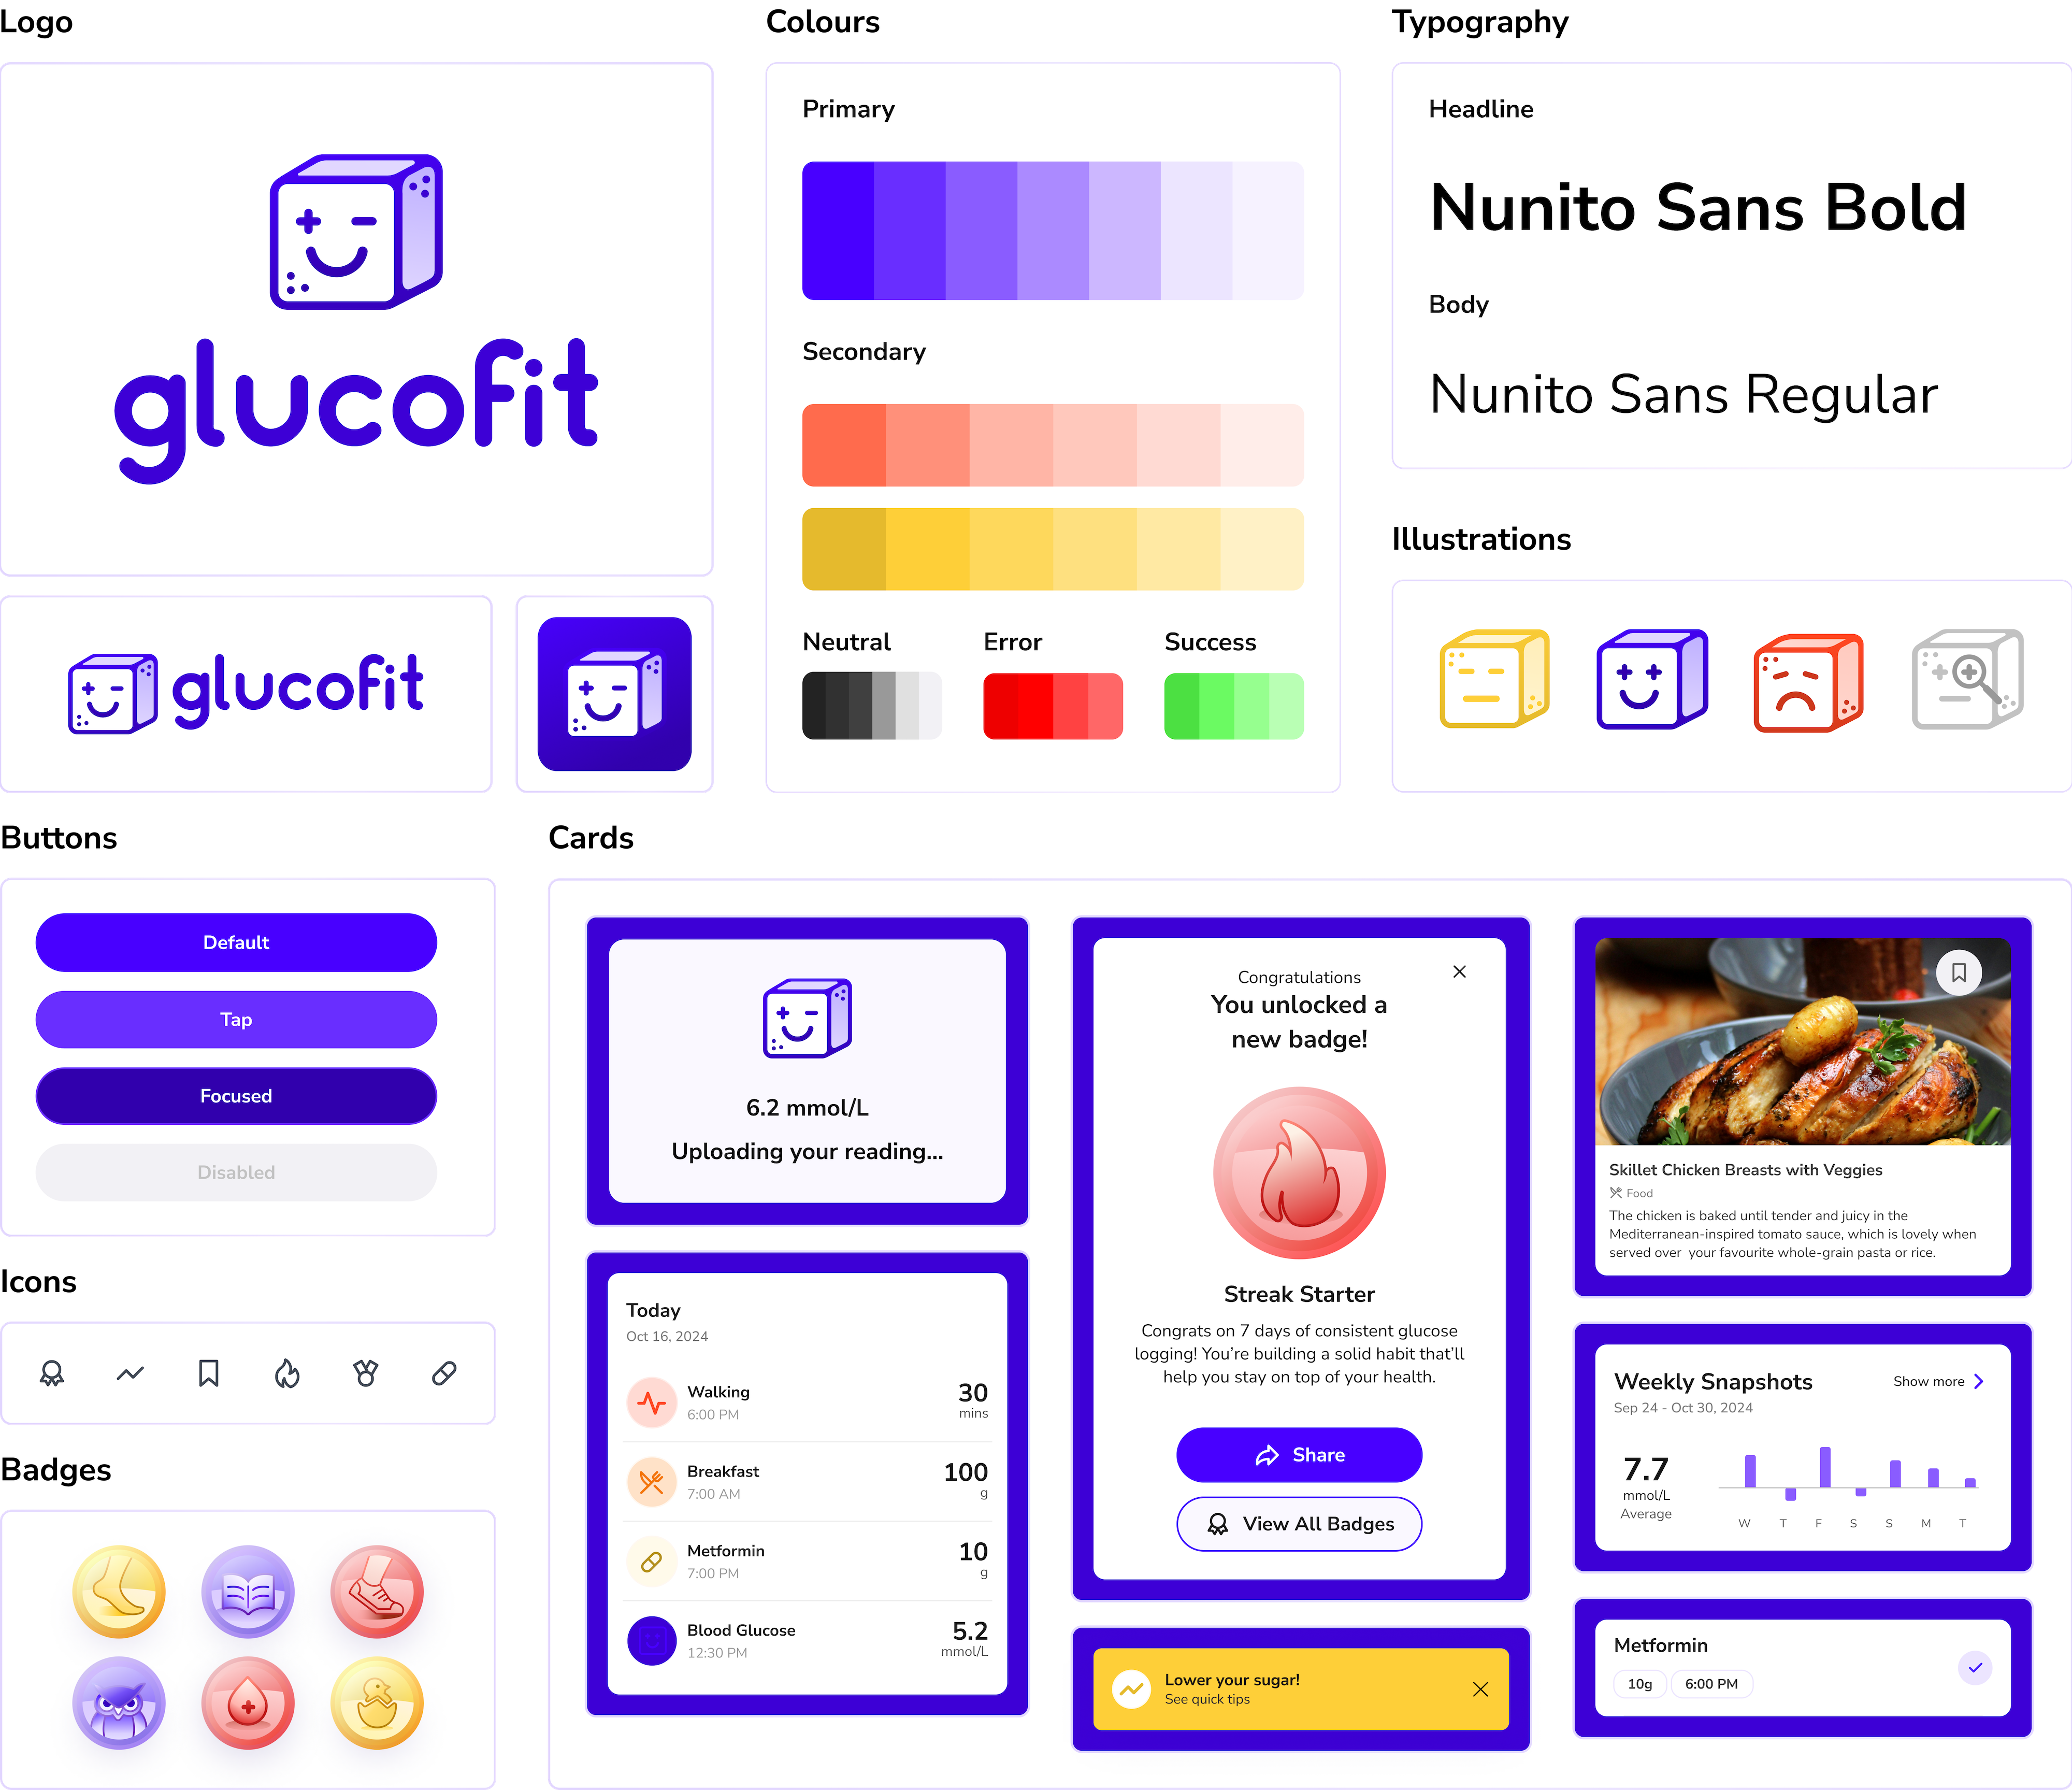 Logo
glucofit
glucofit
Colours
Primary
Secondary
Neutral
Error
Success
Typography
Headline
Nunito Sans Bold
Body
Nunito Sans Regular
Illustrations
Buttons
Default
Tap
Focused
Disabled
Icons
Badges
Cards
6.2 mmol/L
Uploading your reading...
Today
Oct 16, 2024
Walking
6:00 PM
30
mins
Breakfast
7:00 AM
100
g
Metformin
7:00 PM
10
g
Blood Glucose
12:30 PM
5.2
mmol/L
Congratulations
You unlocked a
new badge!
Streak Starter
Congrats on 7 days of consistent glucose
logging! You’re building a solid habit that’ll
help you stay on top of your health.
Share
View All Badges
Lower your sugar!
See quick tips
Skillet Chicken Breasts with Veggies
Food
The chicken is baked until tender and juicy in the
Mediterranean-inspired tomato sauce, which is lovely when
served over your favourite whole-grain pasta or rice.
Weekly Snapshots
Show more
Sep 24 - Oct 30, 2024
7.7
mmol/L
Average
W T F S S M T
Metformin
10g 6:00 PM